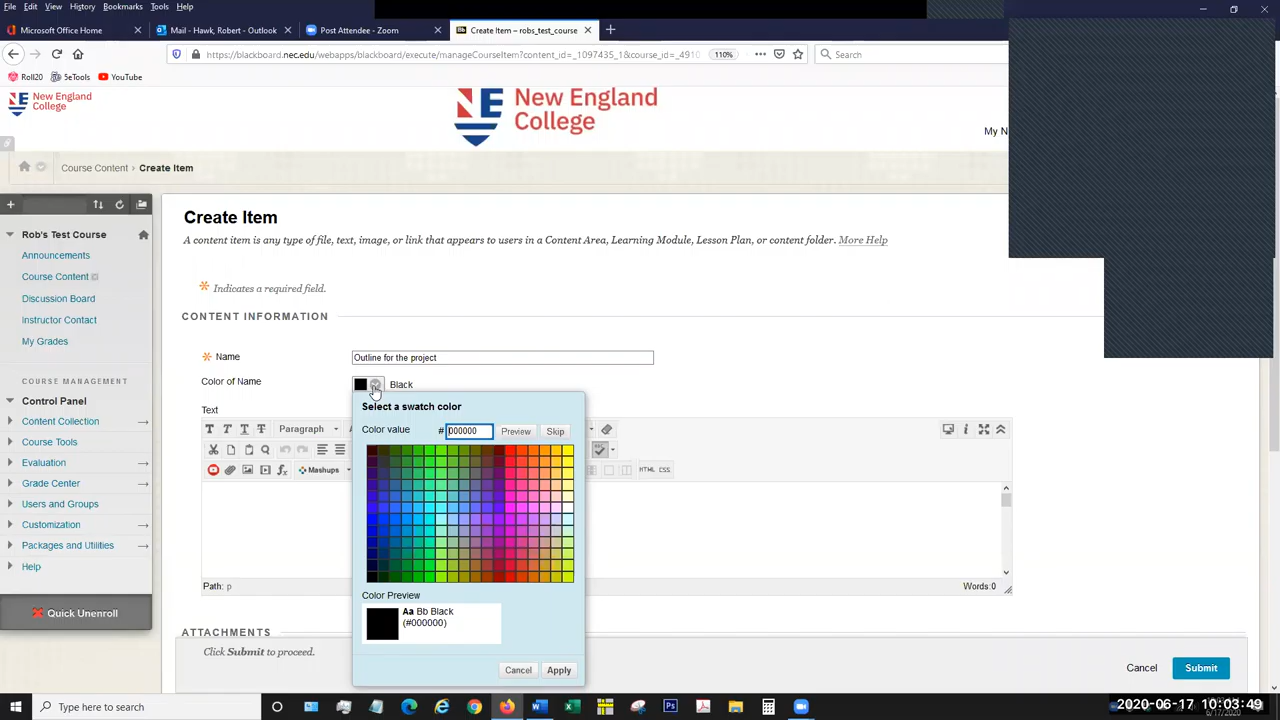 File Edit View History Bookmarks Tools Help
Microsoft Office Home
Mail - Hawk, Robert - Outlook
Post Attendee - Zoom
Create Item – robs_test_course
https://blackboard.nec.edu/webapps/blackboard/execute/manageCourseItem?content_id=_1097435_1&course_id=_4910
110%
Search
Roll20
5eTools
YouTube
New England
College
New England
College
My N
Course Content
Create Item
Create Item
A content item is any type of file, text, image, or link that appears to users in a Content Area, Learning Module, Lesson Plan, or content folder. More Help
Rob's Test Course
Announcements
Course Content
Discussion Board
Instructor Contact
My Grades
COURSE MANAGEMENT
Control Panel
Content Collection
Course Tools
Evaluation
Grade Center
Users and Groups
Customization
Packages and Utilities
Help
Quick Unenroll
Indicates a required field.
CONTENT INFORMATION
Name
Outline for the project
Color of Name
Black
Text
Paragraph
Mashups
HTML CSS
Select a swatch color
Color value
# 000000
Preview
Skip
Color Preview
Aa Bb Black
(#000000)
Cancel
Apply
Path: p
Words:0
ATTACHMENTS
Click Submit to proceed.
Cancel
Submit
Type here to search
2020-06-17 10:03:49